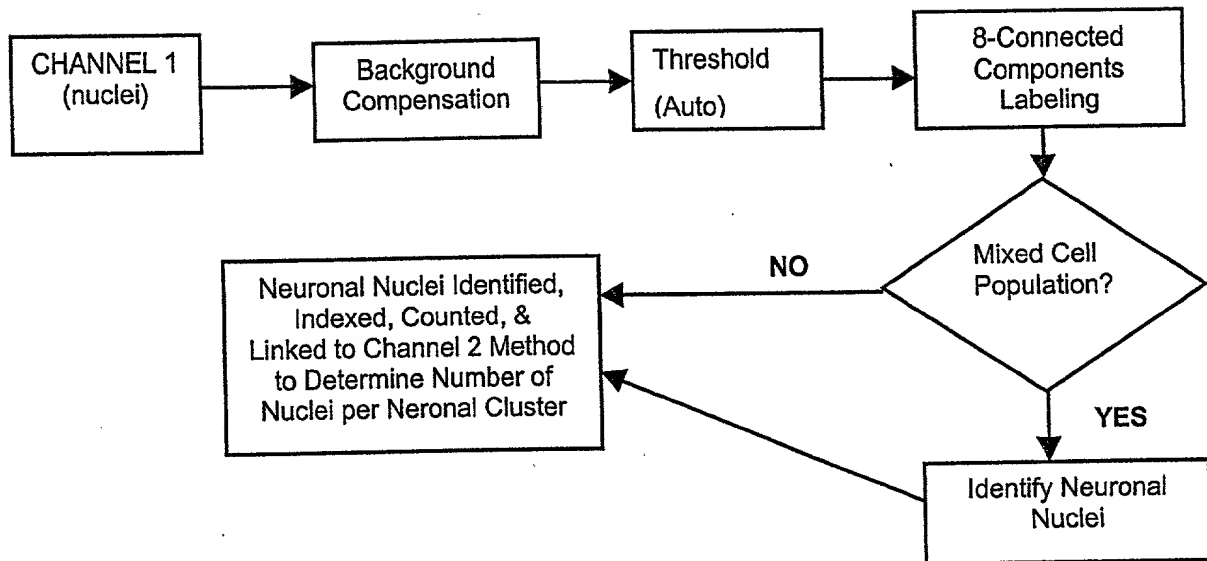 CHANNEL 1
(nuclei)
Background
Compensation
Threshold
(Auto)
8-Connected
Components
Labeling
Mixed Cell
Population?
NO
YES
Neuronal Nuclei Identified,
Indexed, Counted, &
Linked to Channel 2 Method
to Determine Number of
Nuclei per Neronal Cluster
Identify Neuronal
Nuclei